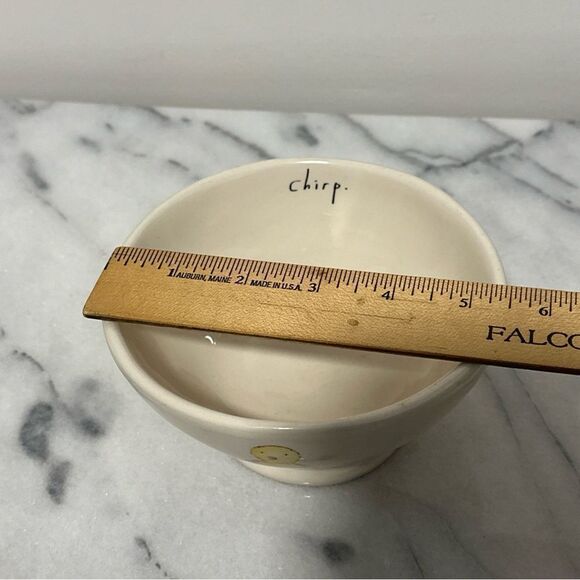 chirp.
1 AUBURN, MAINE 2 MADE IN U.S.A. 3 4 5 6
FALCO